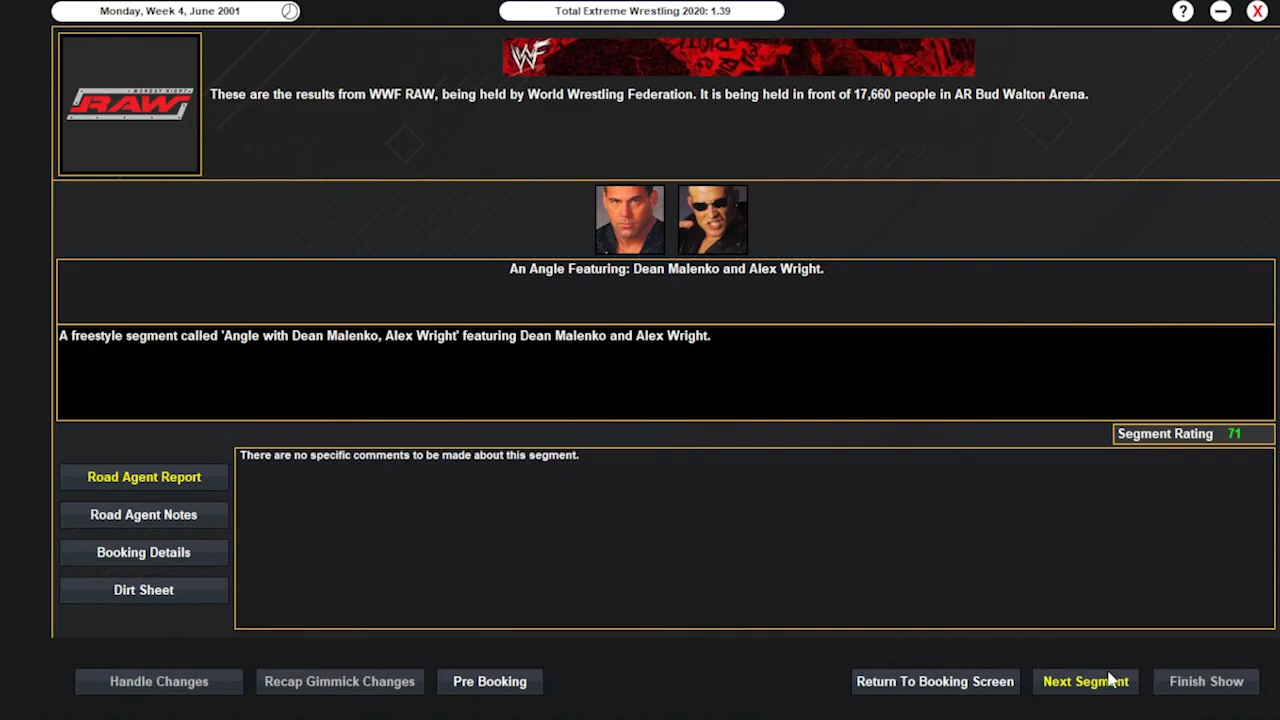 Monday, Week 4, June 2001
Total Extreme Wrestling 2020: 1.39
?
X
WF
MONDAY NIGHT
RAW
These are the results from WWF RAW, being held by World Wrestling Federation. It is being held in front of 17,660 people in AR Bud Walton Arena.
An Angle Featuring: Dean Malenko and Alex Wright.
A freestyle segment called 'Angle with Dean Malenko, Alex Wright' featuring Dean Malenko and Alex Wright.
Segment Rating 71
Road Agent Report
There are no specific comments to be made about this segment.
Road Agent Notes
Booking Details
Dirt Sheet
Handle Changes
Recap Gimmick Changes
Pre Booking
Return To Booking Screen
Next Segment
Finish Show